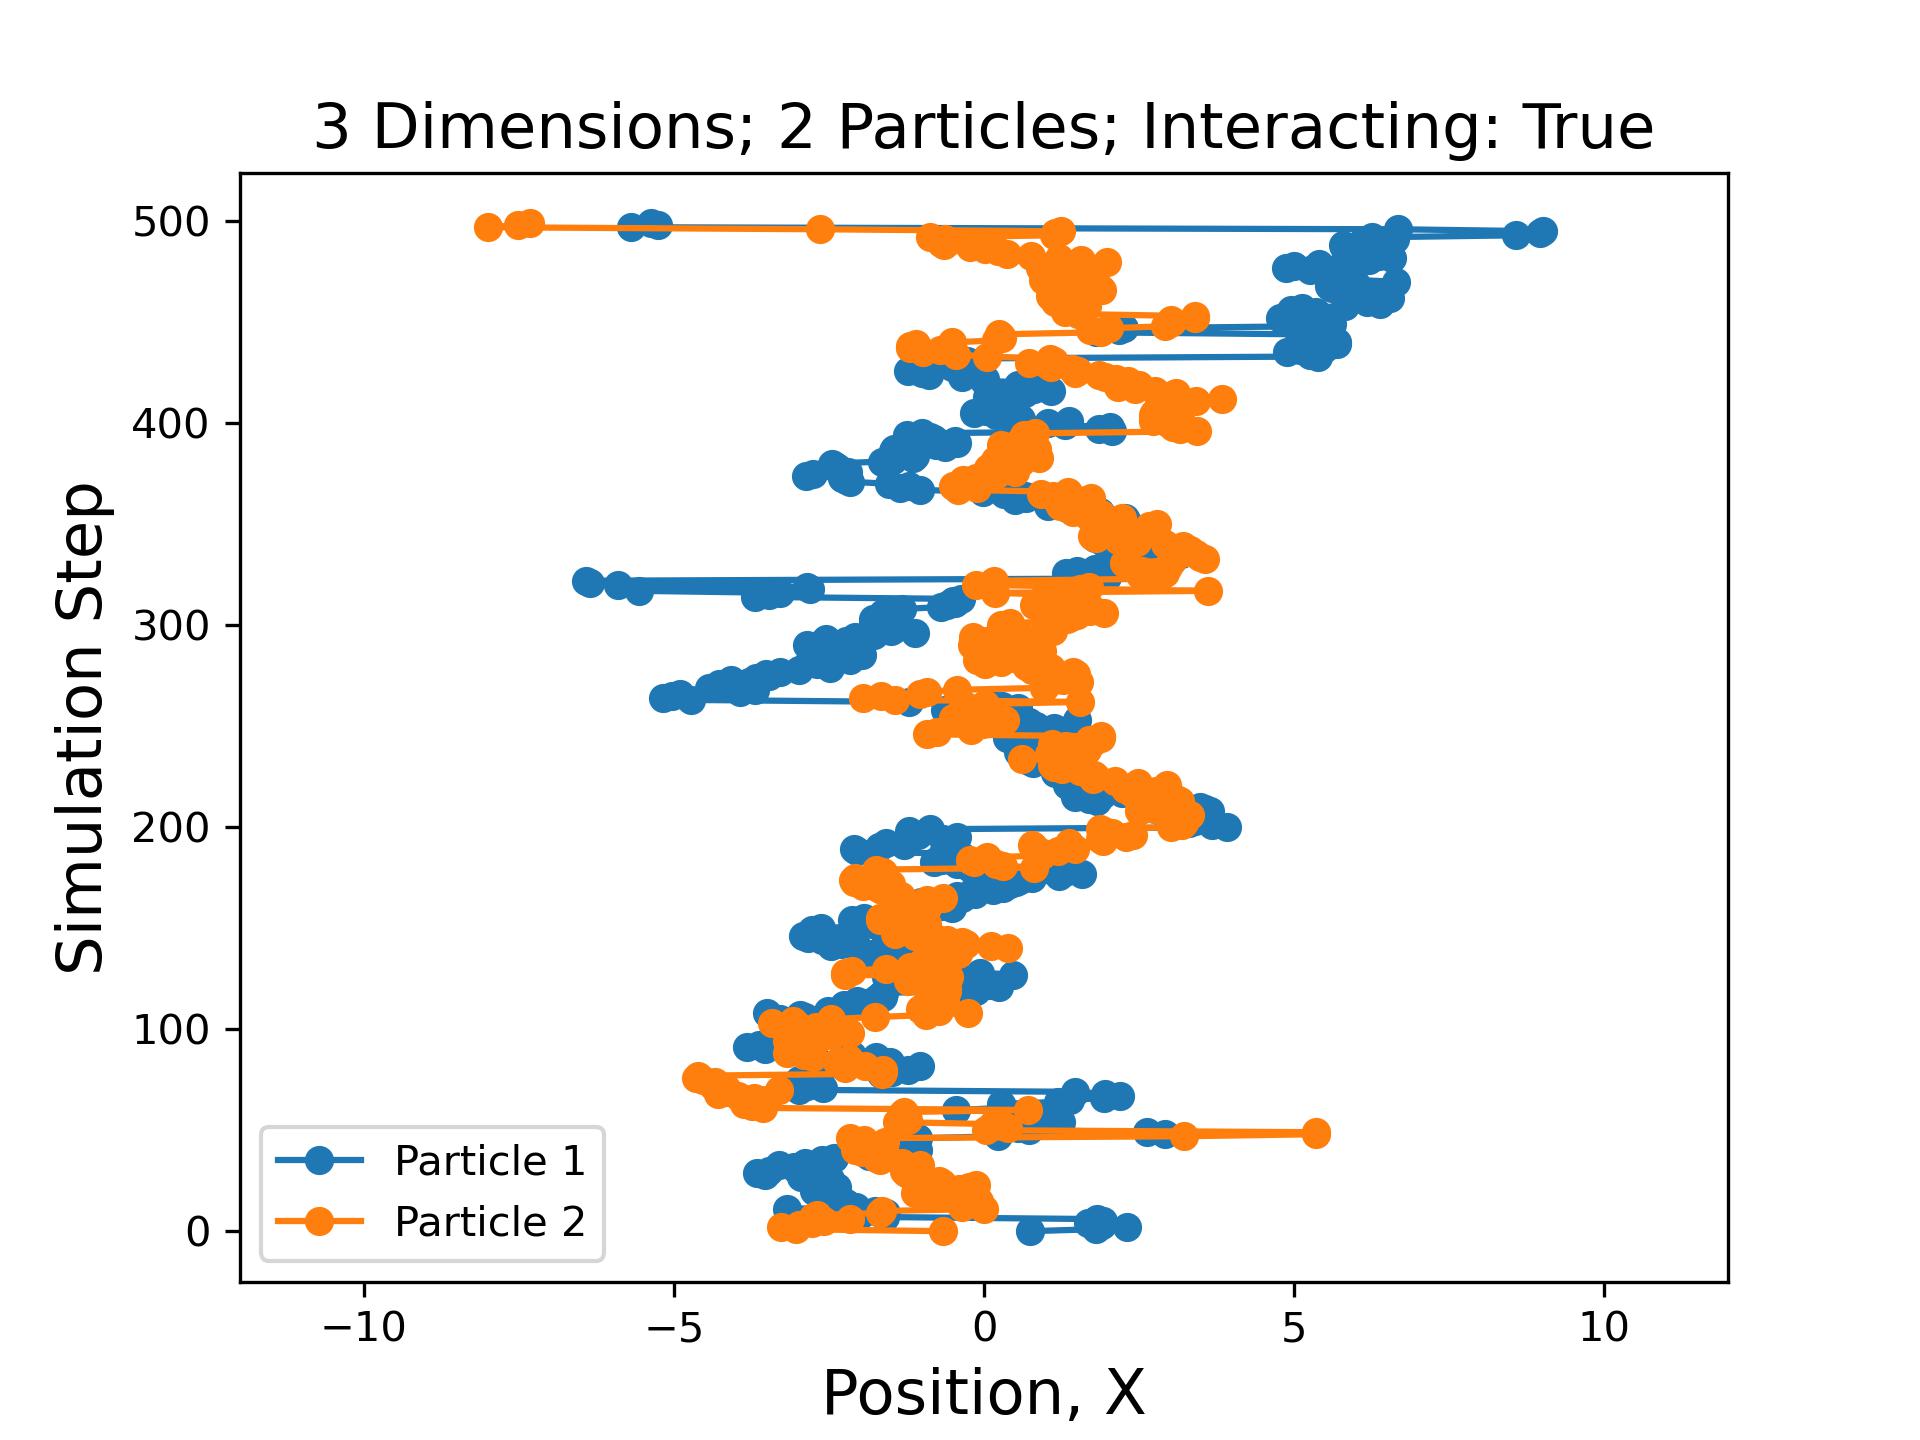 3 Dimensions; 2 Particles; Interacting: True
Simulation Step
500
400
300
200
100
0
Particle 1
Particle 2
−10 −5 0 5 10
Position, X